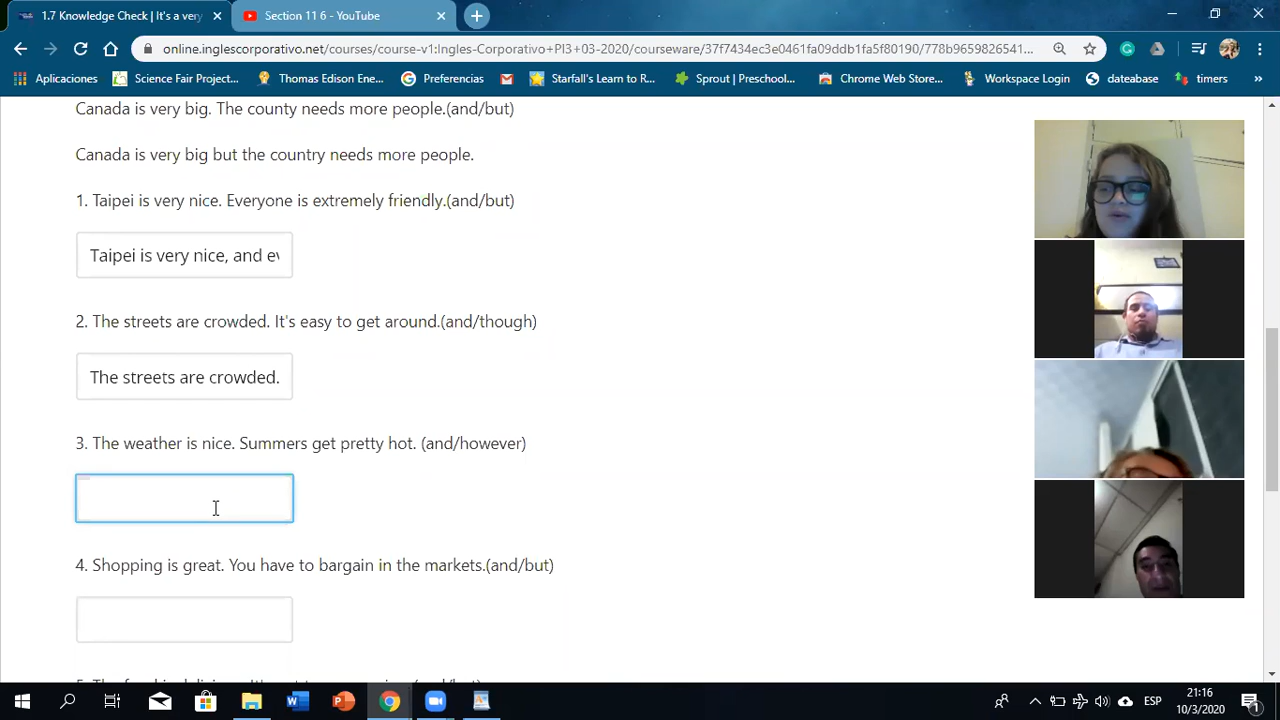 1.7 Knowledge Check | It's a very
Section 11 6 - YouTube
online.inglescorporativo.net/courses/course-v1:Ingles-Corporativo+PI3+03-2020/courseware/37f7434ec3e0461fa09ddb1fa5f80190/778b9659826541...
Aplicaciones
Science Fair Project...
Thomas Edison Ene...
Preferencias
Starfall's Learn to R...
Sprout | Preschool...
Chrome Web Store...
Workspace Login
dateabase
timers
Canada is very big. The county needs more people.(and/but)
Canada is very big but the country needs more people.
1. Taipei is very nice. Everyone is extremely friendly.(and/but)
Taipei is very nice, and ev
2. The streets are crowded. It's easy to get around.(and/though)
The streets are crowded.
3. The weather is nice. Summers get pretty hot. (and/however)
4. Shopping is great. You have to bargain in the markets.(and/but)
ESP
21:16
10/3/2020